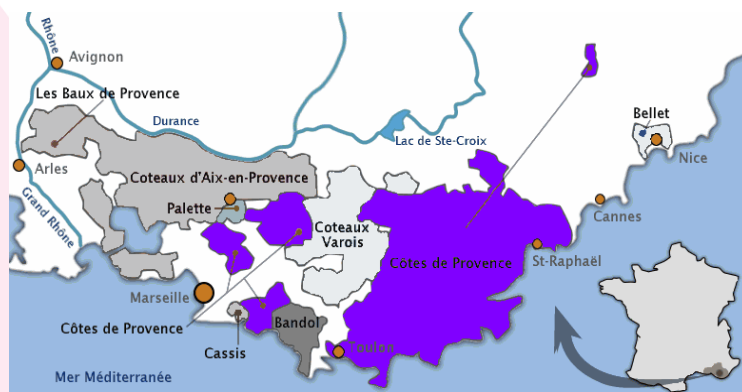 Rhône
Avignon
Les Baux de Provence
Durance
Lac de Ste-Croix
Bellet
Nice
Arles
Coteaux d'Aix-en-Provence
Palette
Grand Rhône
Cannes
Coteaux
Varois
Côtes de Provence
St-Raphaël
Marseille
Côtes de Provence
Bandol
Cassis
Toulon
Mer Méditerranée